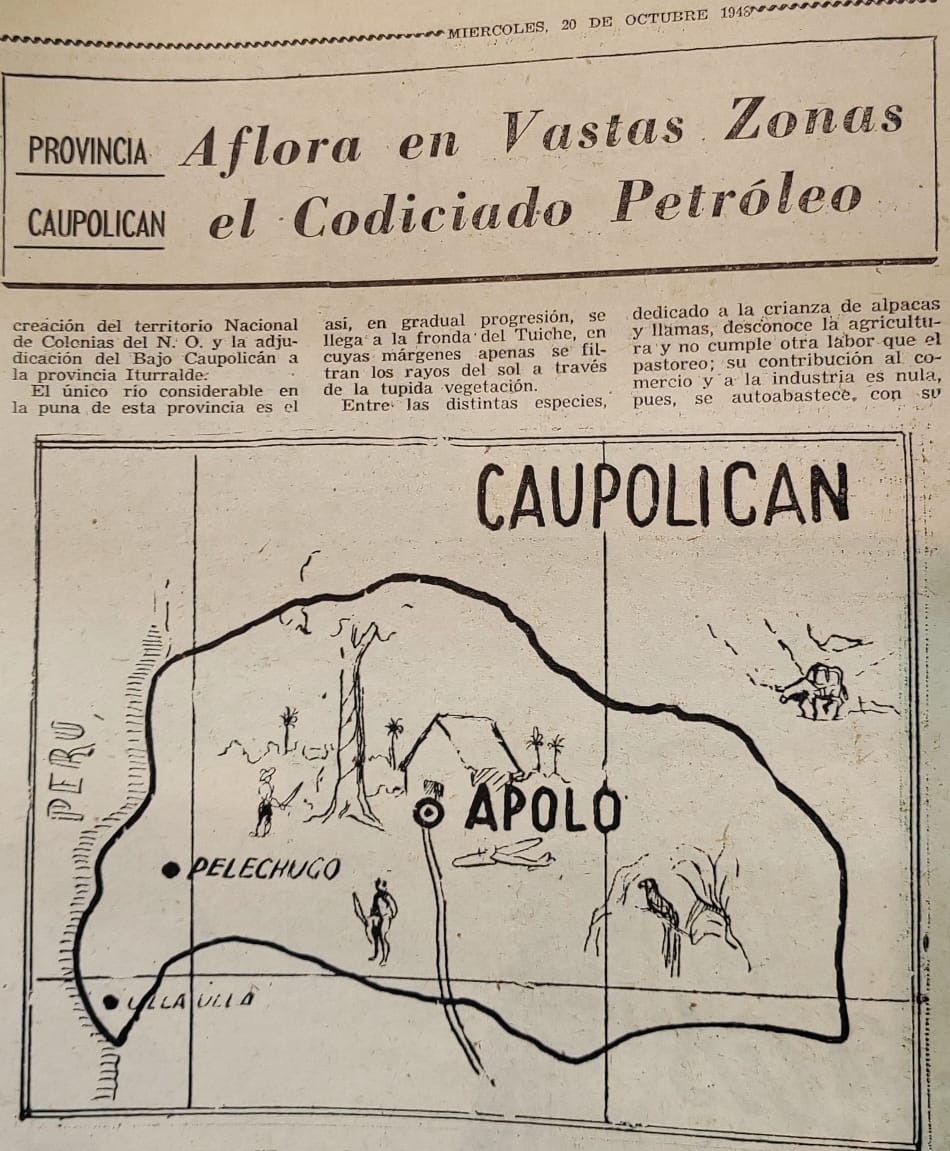 MIERCOLES, 20 DE OCTUBRE 1948
PROVINCIA
CAUPOLICAN
Aflora en Vastas Zonas
el Codiciado Petróleo
creación del territorio Nacional
de Colonias del N. O. y la adju-
dicación del Bajo Caupolicán a
la provincia Iturralde.
El único río considerable en
la puna de esta provincia es el
así, en gradual progresión, se
llega a la fronda del Tuiche, en
cuyas márgenes apenas se fil-
tran los rayos del sol a través
de la tupida vegetación.
Entre las distintas especies,
dedicado a la crianza de alpacas
y llamas, desconoce la agricultu-
ra y no cumple otra labor que el
pastoreo; su contribución al co-
mercio y a la industria es nula,
pues, se autoabastece, con su
CAUPOLICAN
PERU
APOLO
PELECHUGO
ULLA ULLA